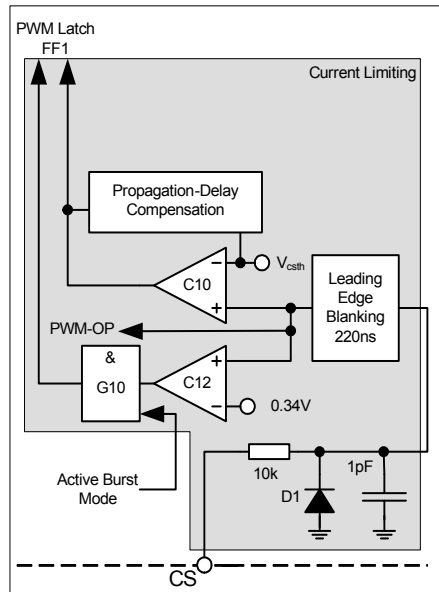 PWM Latch
FF1
Current Limiting
Propagation-Delay
Compensation
Vcsth
C10
Leading
Edge
Blanking
220ns
PWM-OP
&
G10
C12
0.34V
Active Burst
Mode
10k
D1
1pF
CS